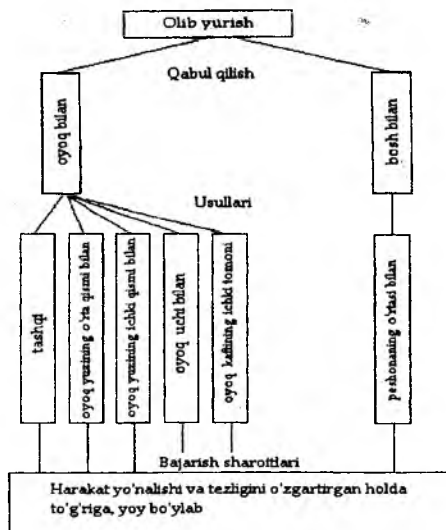 Olib yurish
Qabul qilish
oyoq bilan
bosh bilan
Usullari
tashqi
oyoq yuzining o'rta qismi bilan
oyoq yuzining ichki qismi bilan
oyoq uchi bilan
oyoq kaftining ichki tomoni
peshonaning o'rtasi bilan
Bajarish sharoitlari
Harakat yo'nalishi va tezligini o'zgartirgan holda
to'g'riga, yoy bo'ylab